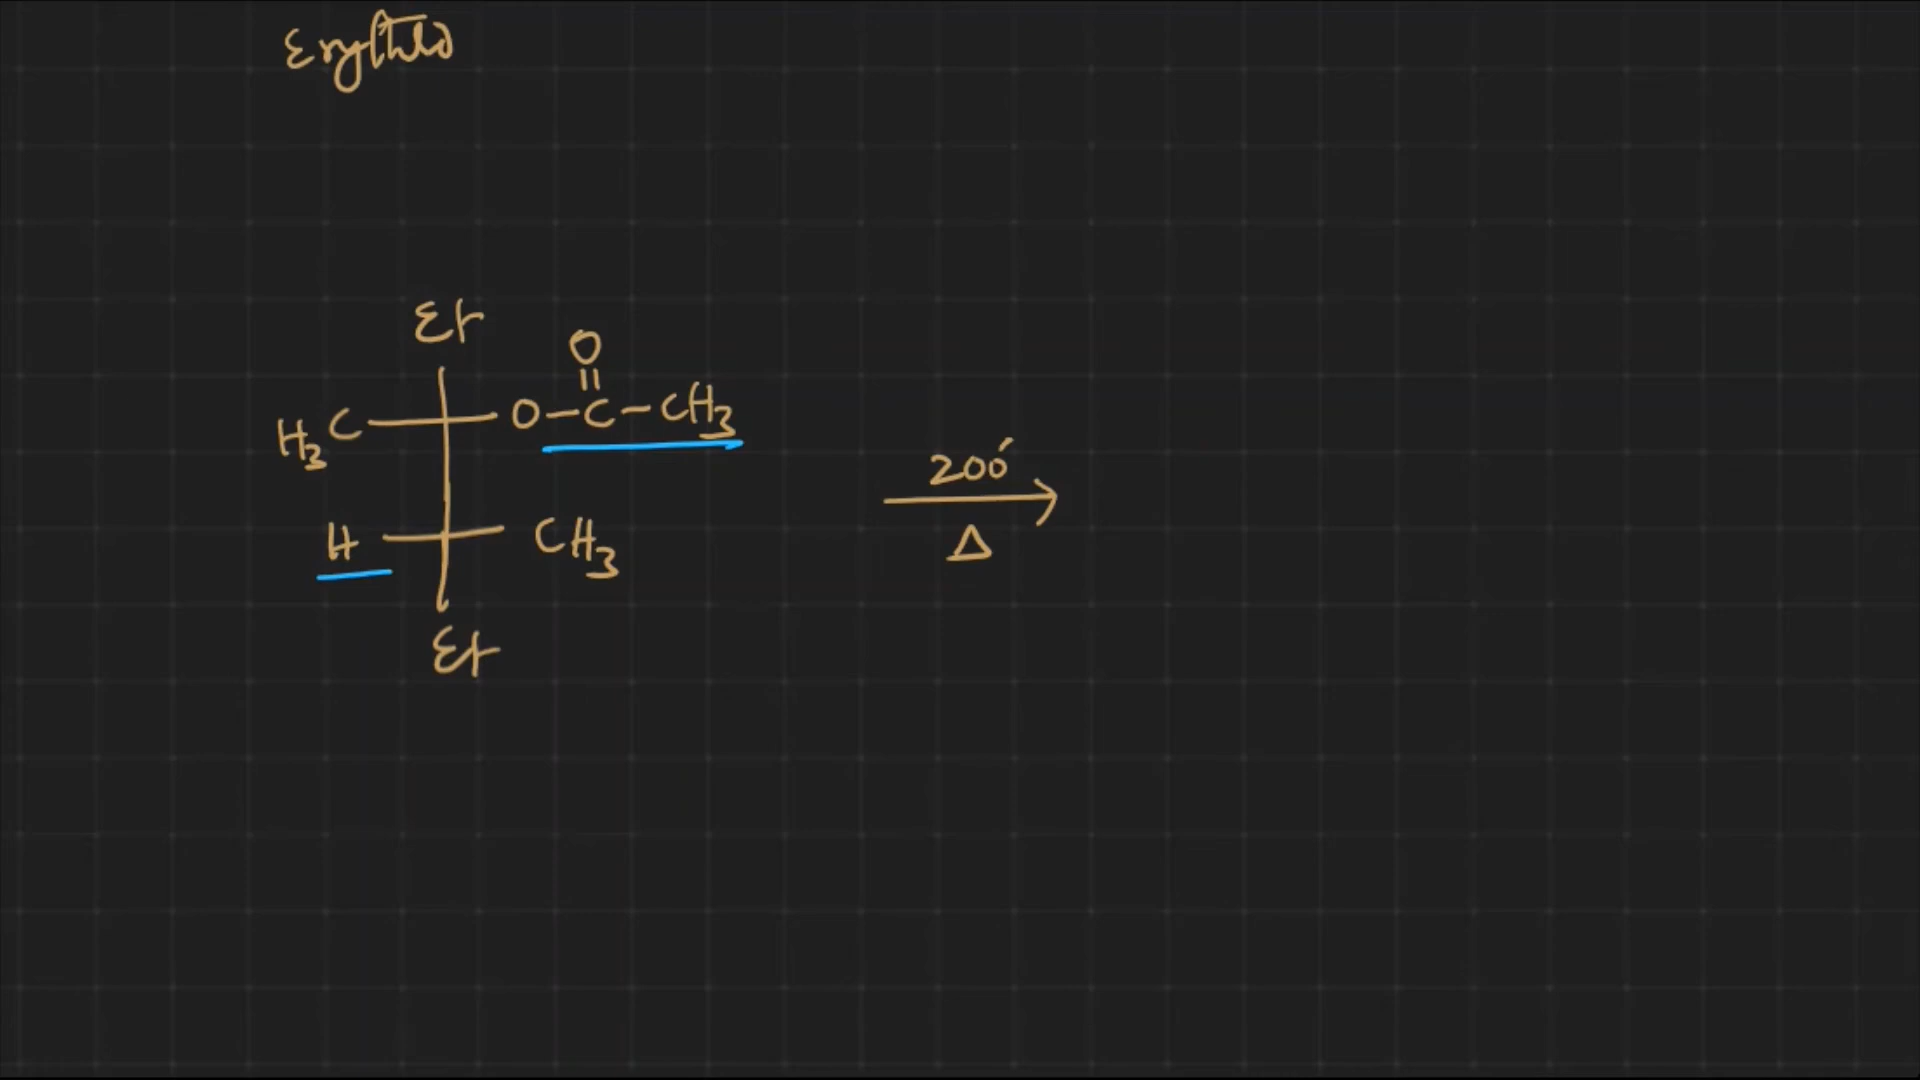 Erythro
Et
O
H3C O-C-CH3
200°
H CH3
Δ
Et